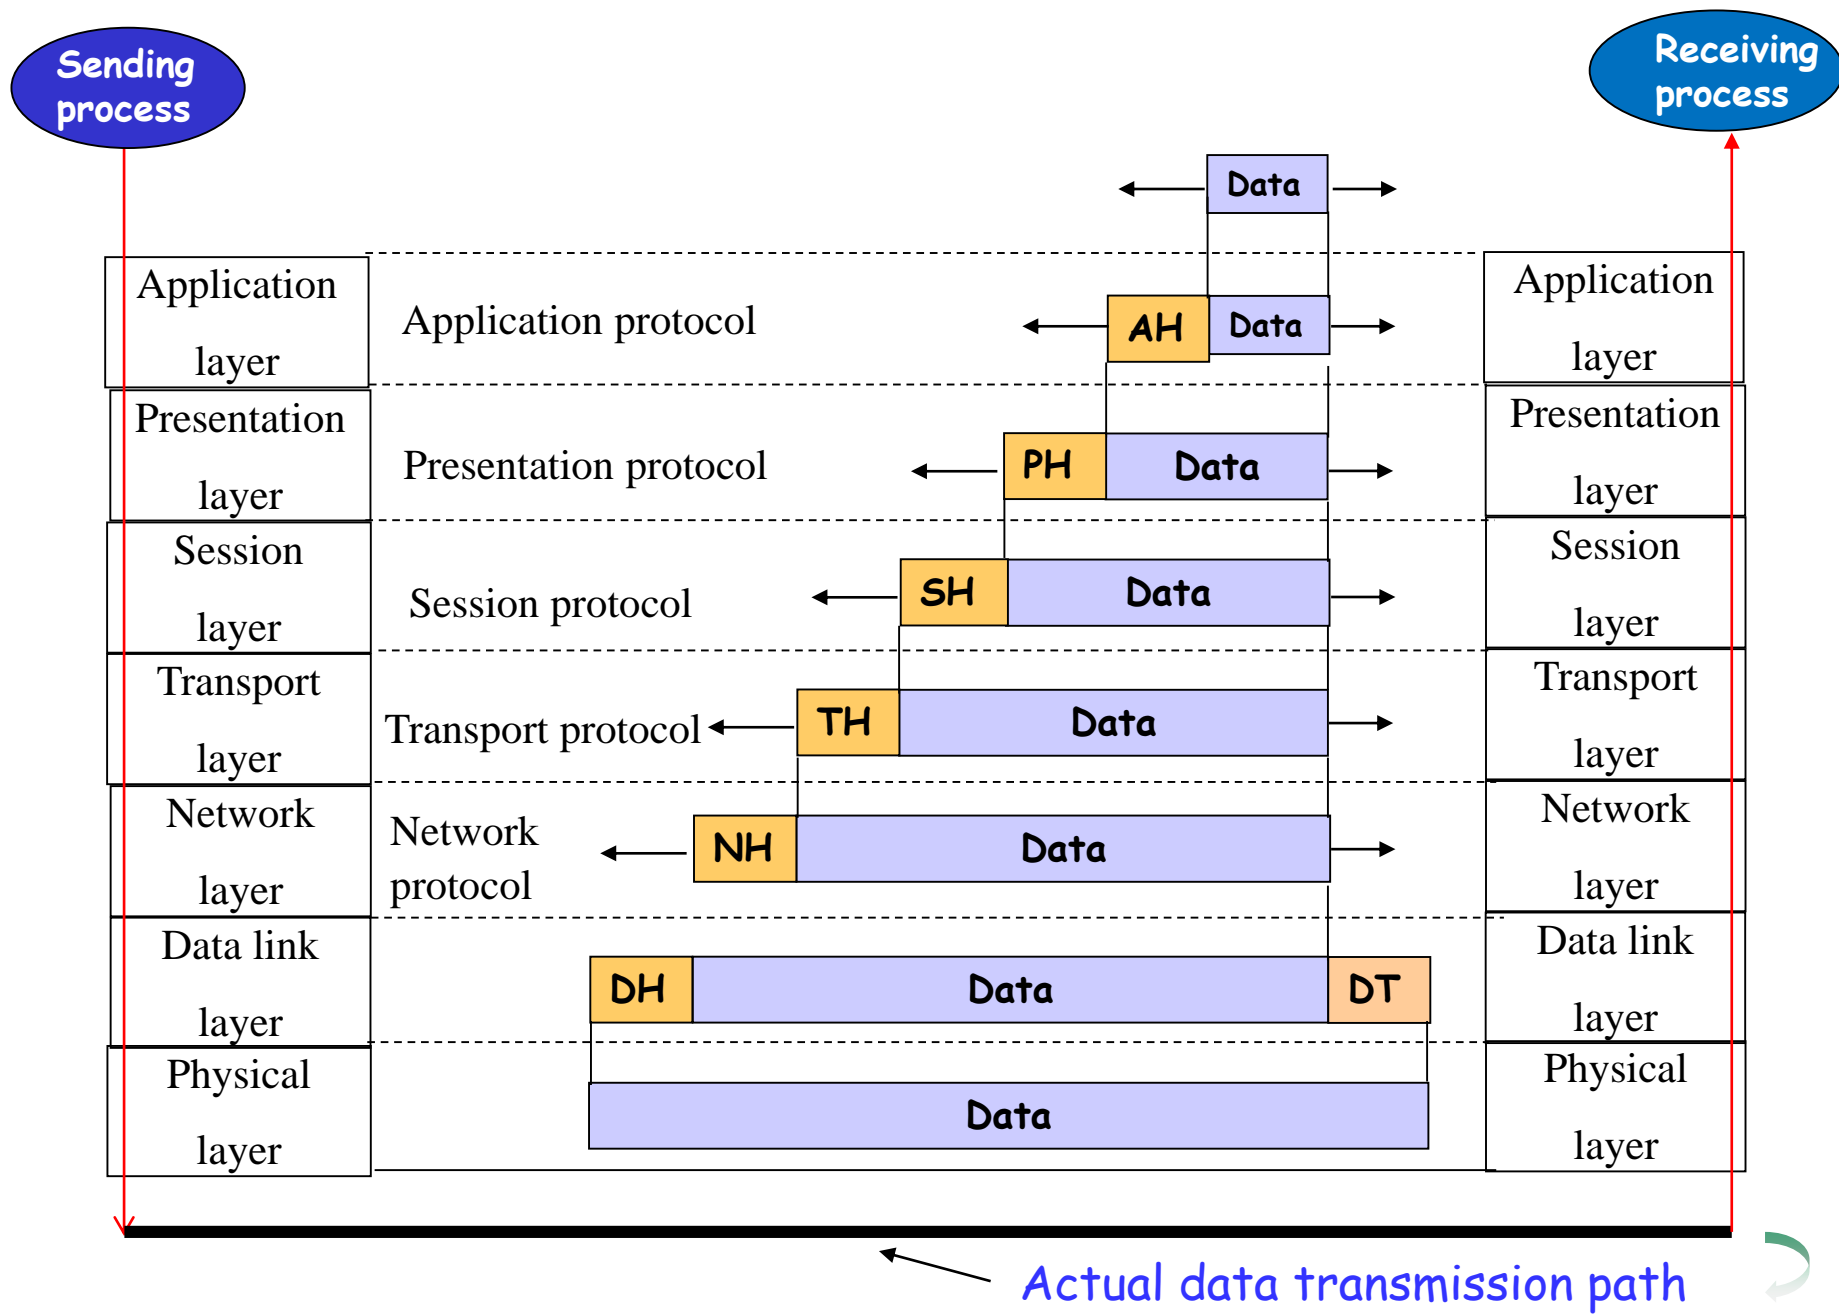 Sending
process
Receiving
process
Data
Application
layer
Application protocol
AH
Data
Application
layer
Presentation
layer
Presentation protocol
PH
Data
Presentation
layer
Session
layer
Session protocol
SH
Data
Session
layer
Transport
layer
Transport protocol
TH
Data
Transport
layer
Network
layer
Network
protocol
NH
Data
Network
layer
Data link
layer
DH
Data
DT
Data link
layer
Physical
layer
Data
Physical
layer
Actual data transmission path